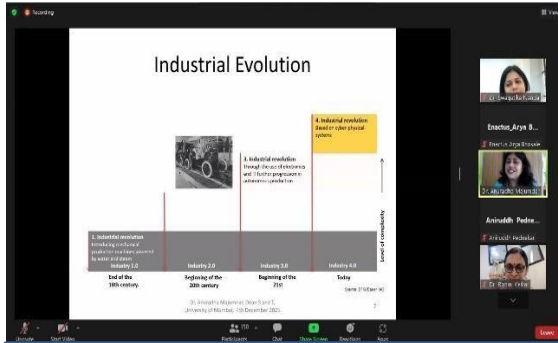 Recording
View
Industrial Evolution
4. Industrial revolution
Based on cyber physical
systems
3. Industrial revolution
Through the use of electronics
and IT further progression in
autonomous production
1. Industrial revolution
Introducing mechanical
production machines powered
by water and steam
Level of complexity
Industry 1.0
Industry 2.0
Industry 3.0
Industry 4.0
End of the
18th century.
Beginning of the
20th century
Beginning of the
21st
Today
Dr. Anuradha Majumdar, Dean S and T,
University of Mumbai, 7th December 2021.
Enactus_Arya B...
Enactus Arya Bhosale
Dr. Anuradha Majumdar
Aniruddh Pedne...
Aniruddh Pednekar
Unmute
Start Video
Participants
Chat
Share Screen
Reactions
Apps
Leave